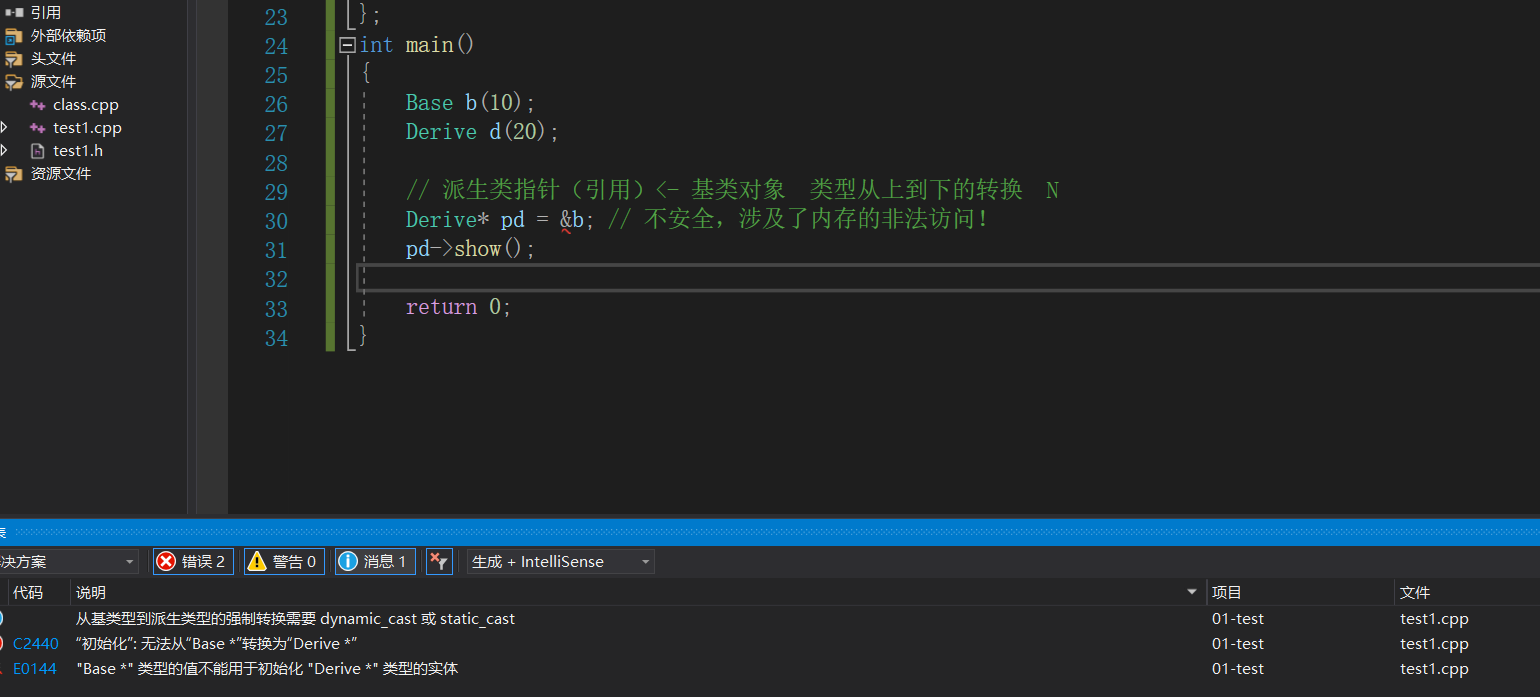 引用
外部依赖项
头文件
源文件
class.cpp
test1.cpp
test1.h
资源文件
23 };
24 int main()
25 {
26 Base b(10);
27 Derive d(20);
28
29 // 派生类指针（引用）<- 基类对象 类型从上到下的转换 N
30 Derive* pd = &b; // 不安全，涉及了内存的非法访问！
31 pd->show();
32
33 return 0;
34 }
决方案 错误 2 警告 0 消息 1 生成 + IntelliSense
代码 说明 项目 文件
从基类型到派生类型的强制转换需要 dynamic_cast 或 static_cast 01-test test1.cpp
C2440 “初始化”: 无法从“Base *”转换为“Derive *” 01-test test1.cpp
E0144 "Base *" 类型的值不能用于初始化 "Derive *" 类型的实体 01-test test1.cpp